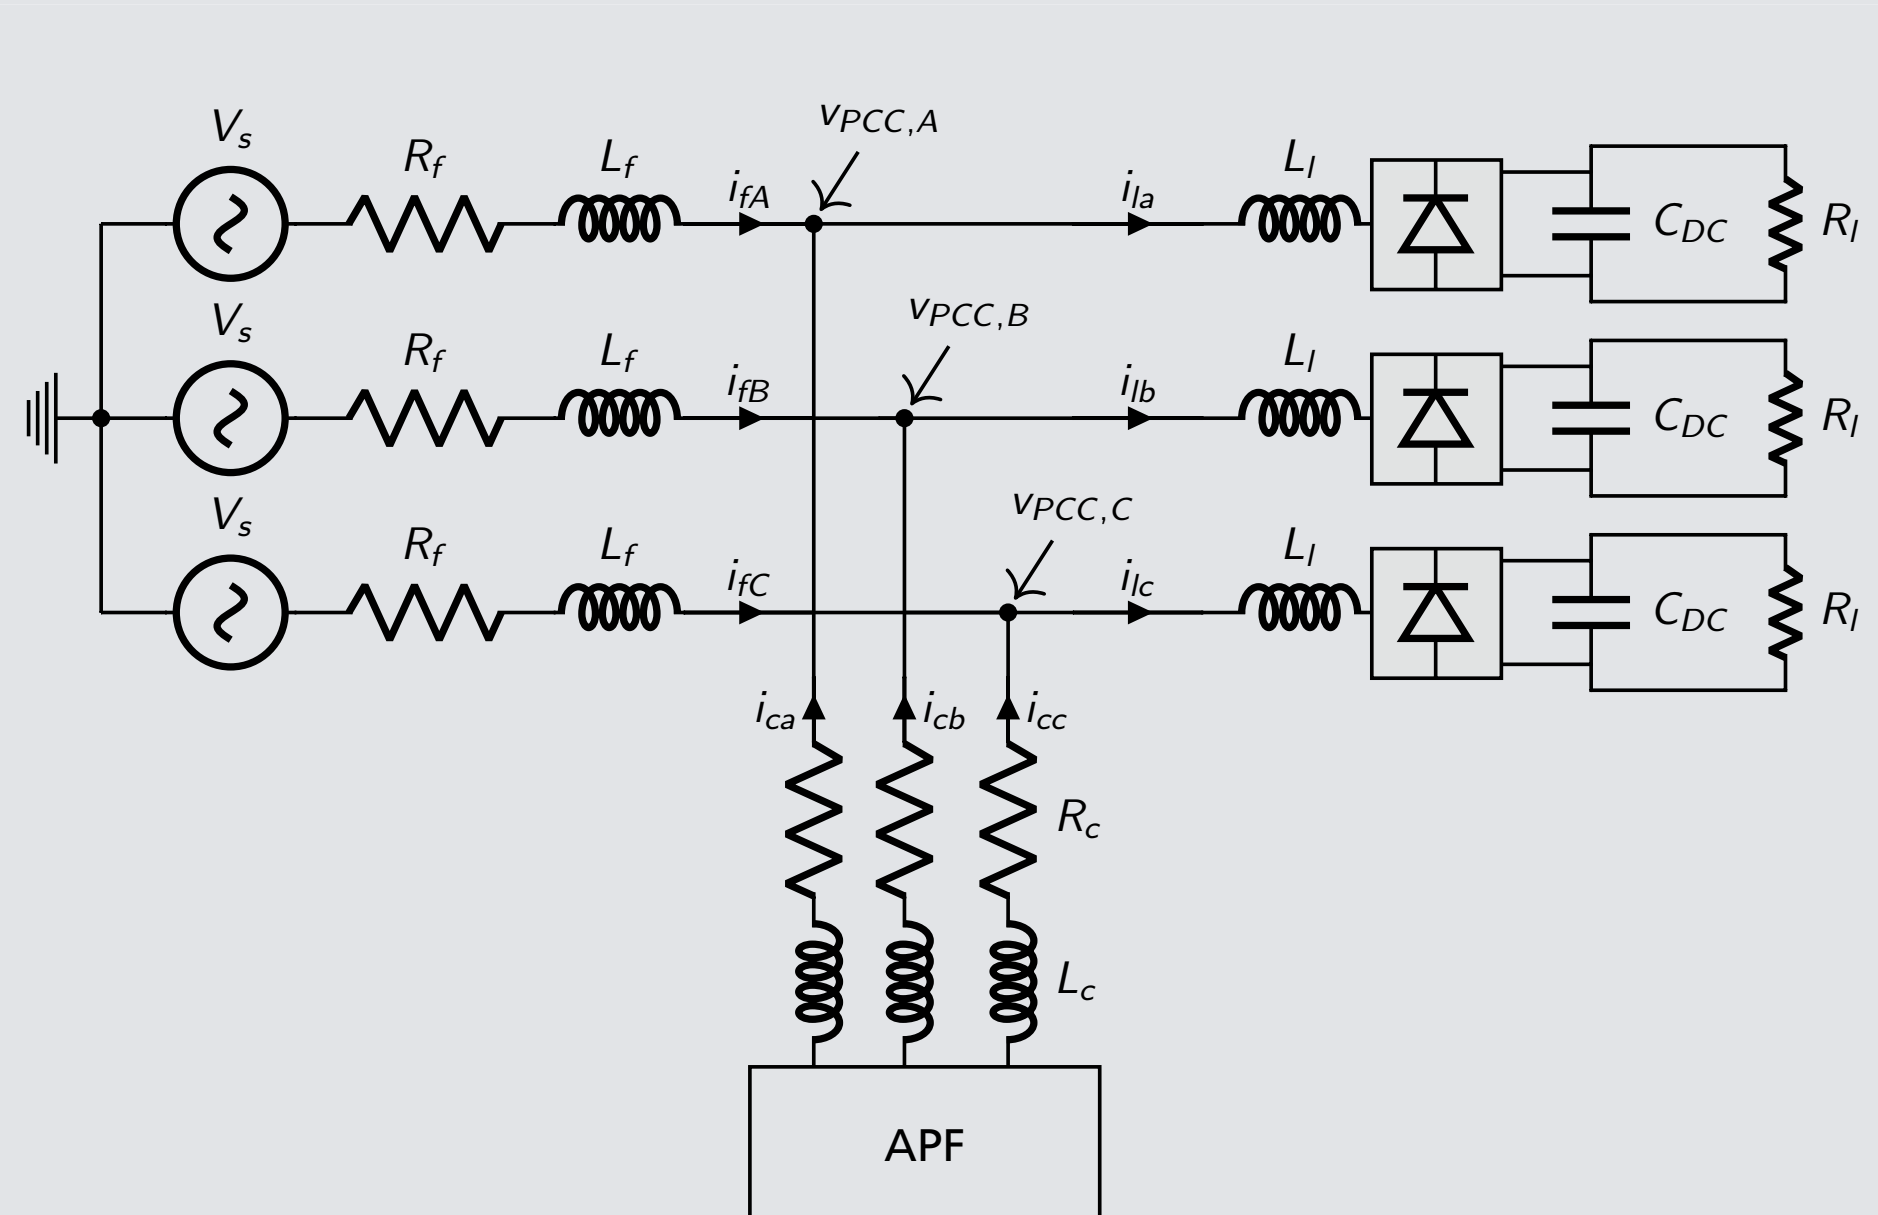 V_s
R_f
L_f
i_fA
v_PCC,A
i_la
L_l
C_DC
R_l
V_s
R_f
L_f
i_fB
v_PCC,B
i_lb
L_l
C_DC
R_l
V_s
R_f
L_f
i_fC
v_PCC,C
i_lc
L_l
C_DC
R_l
i_ca
i_cb
i_cc
R_c
L_c
APF